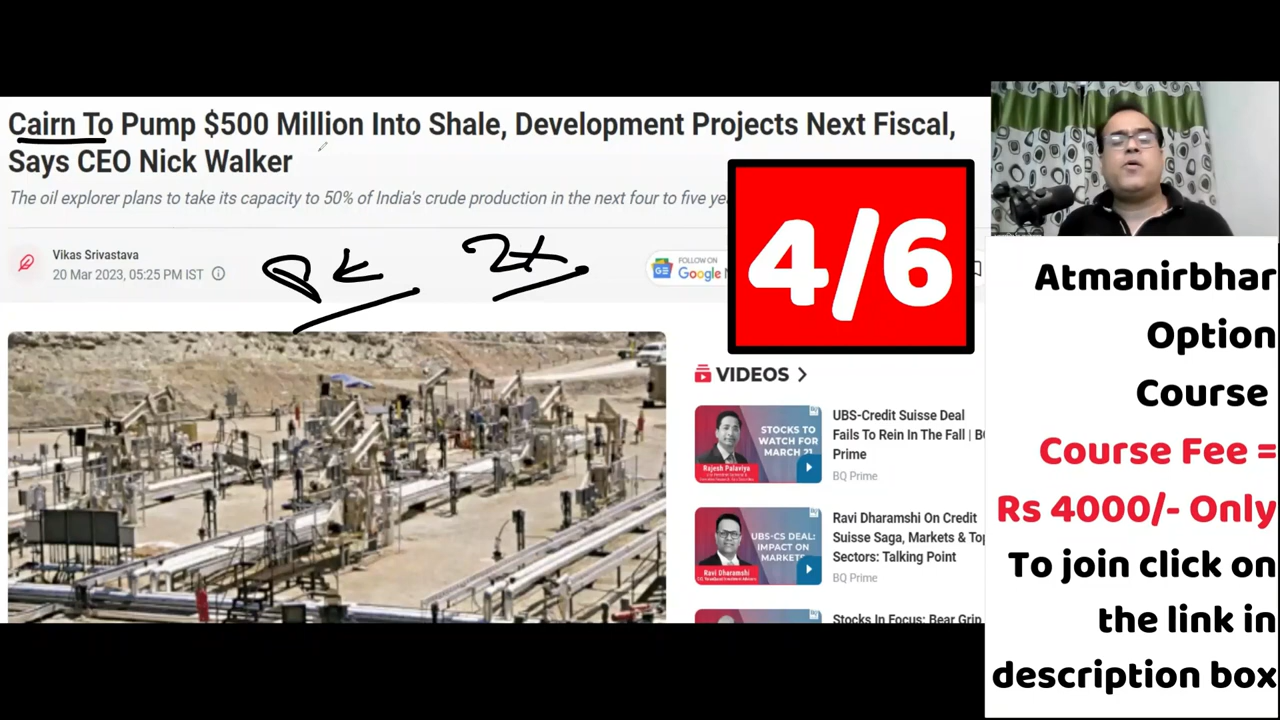 Cairn To Pump $500 Million Into Shale, Development Projects Next Fiscal,
Says CEO Nick Walker
The oil explorer plans to take its capacity to 50% of India's crude production in the next four to five
Vikas Srivastava
20 Mar 2023, 05:25 PM IST
FOLLOW ON
Google
4/6
VIDEOS
STOCKS TO
WATCH FOR
MARCH 21
Rajesh Palaviya
UBS-Credit Suisse Deal
Fails To Rein In The Fall |
Prime
BQ Prime
UBS-CS DEAL:
IMPACT ON
MARKETS
Ravi Dharamshi
Ravi Dharamshi On Credit
Suisse Saga, Markets & Top
Sectors: Talking Point
BQ Prime
Stocks In Focus: Bear Grip
Atmanirbhar
Option
Course
Course Fee =
Rs 4000/- Only
To join click on
the link in
description box